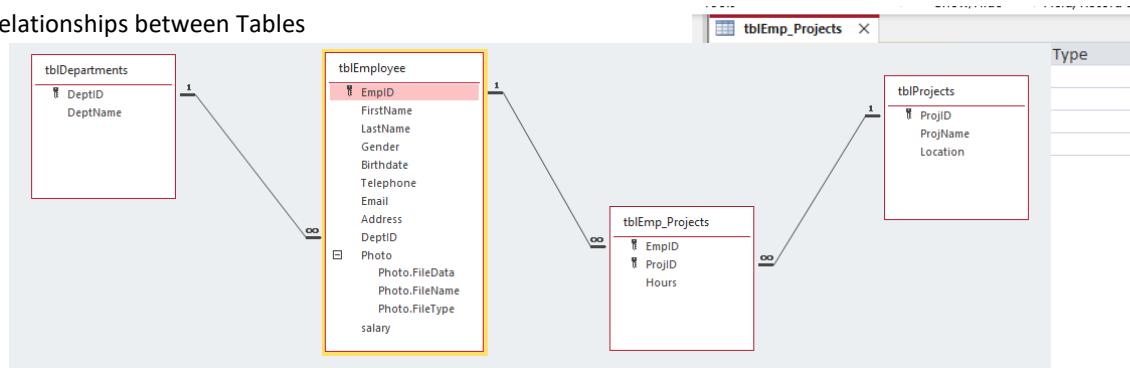 elationships between Tables
tblEmp_Projects
Type
tblDepartments
DeptID
DeptName
1
∞
tblEmployee
EmpID
FirstName
LastName
Gender
Birthdate
Telephone
Email
Address
DeptID
Photo
Photo.FileData
Photo.FileName
Photo.FileType
salary
1
∞
tblEmp_Projects
EmpID
ProjID
Hours
∞
1
tblProjects
ProjID
ProjName
Location